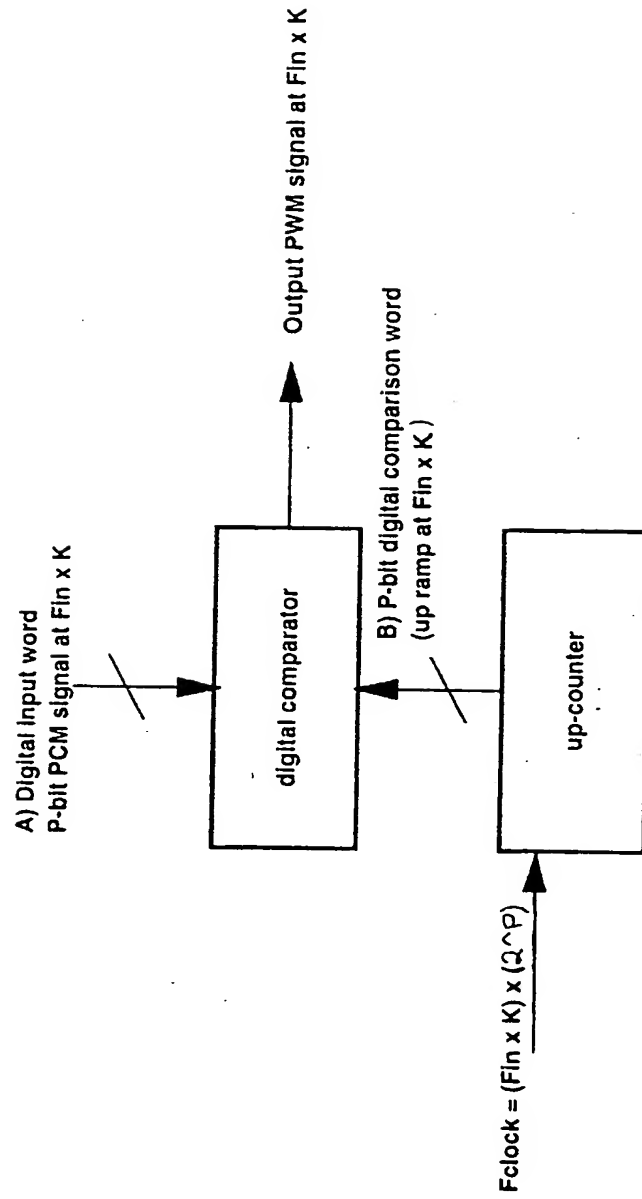 A) Digital Input word
P-bit PCM signal at Fin x K
digital comparator
Output PWM signal at Fin x K
B) P-bit digital comparison word
(up ramp at Fin x K)
up-counter
Fclock = (Fin x K) x (2^P)